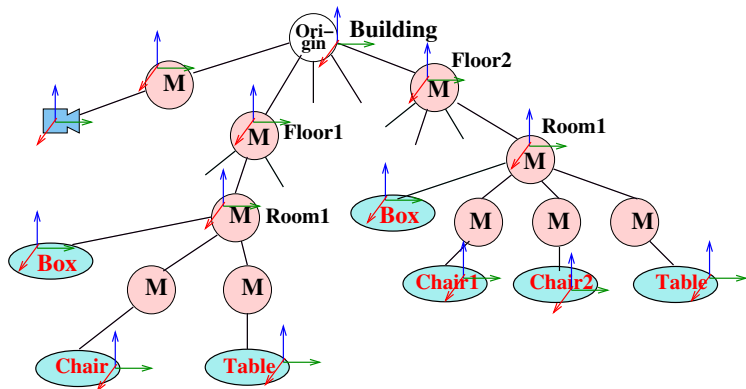 Ori-
gin
Building
Floor2
M
M
M
Floor1
Room1
M
Box
M
Room1
M
M
M
Box
M
M
Chair1
Chair2
Table
Chair
Table